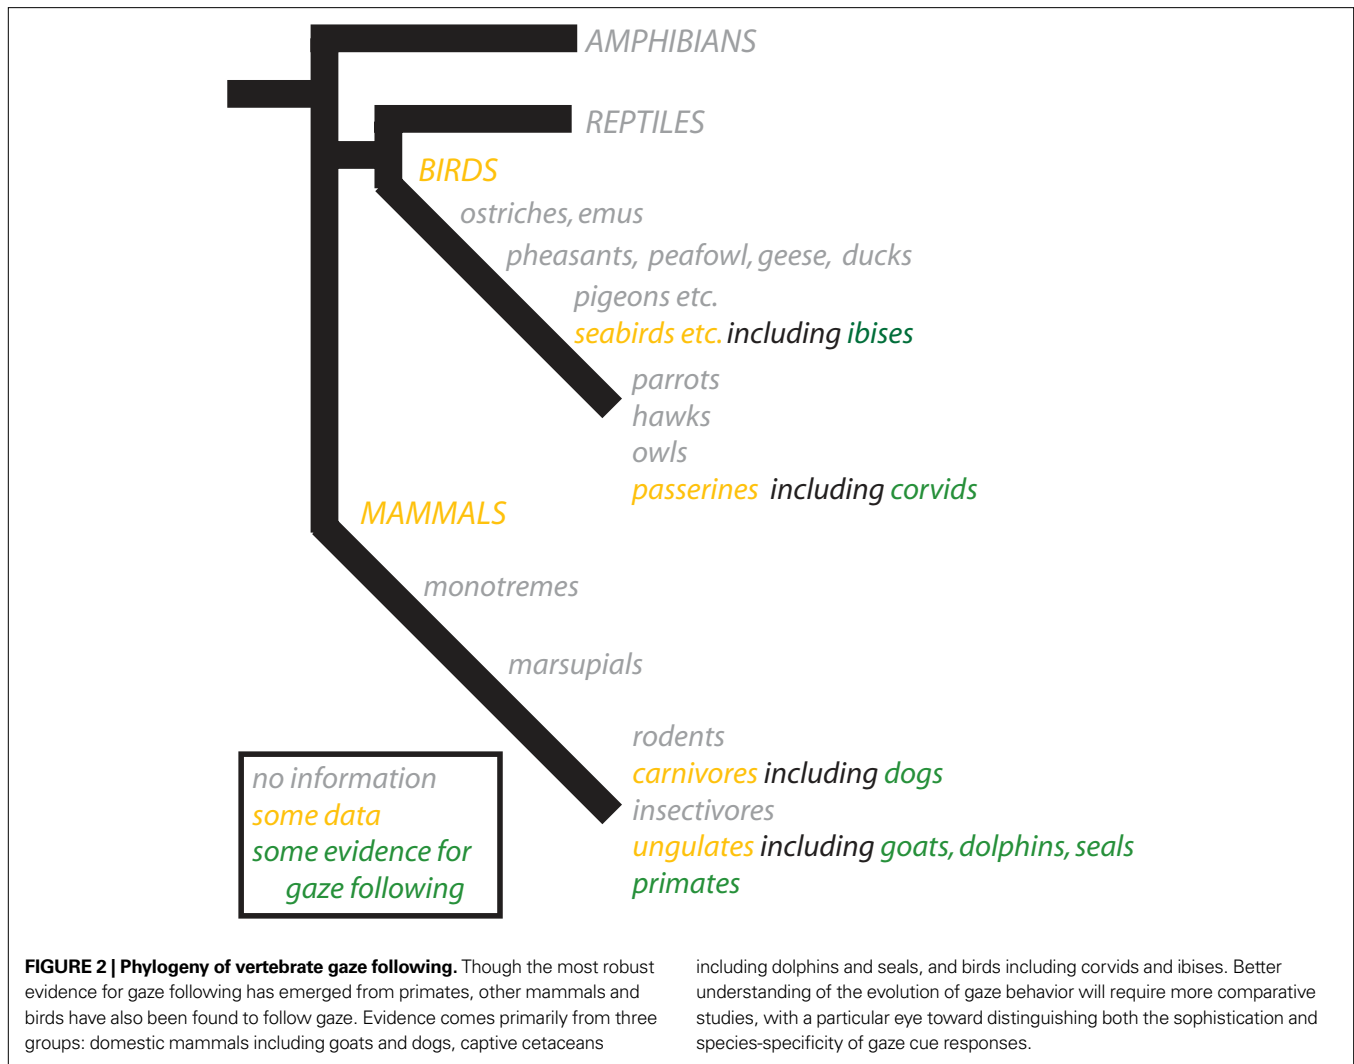 AMPHIBIANS
REPTILES
BIRDS
ostriches, emus
pheasants, peafowl, geese, ducks
pigeons etc.
seabirds etc. including ibises
parrots
hawks
owls
passerines including corvids
MAMMALS
monotremes
marsupials
rodents
carnivores including dogs
insectivores
ungulates including goats, dolphins, seals
primates
no information
some data
some evidence for
gaze following
FIGURE 2 | Phylogeny of vertebrate gaze following. Though the most robust
evidence for gaze following has emerged from primates, other mammals and
birds have also been found to follow gaze. Evidence comes primarily from three
groups: domestic mammals including goats and dogs, captive cetaceans
including dolphins and seals, and birds including corvids and ibises. Better
understanding of the evolution of gaze behavior will require more comparative
studies, with a particular eye toward distinguishing both the sophistication and
species-specificity of gaze cue responses.